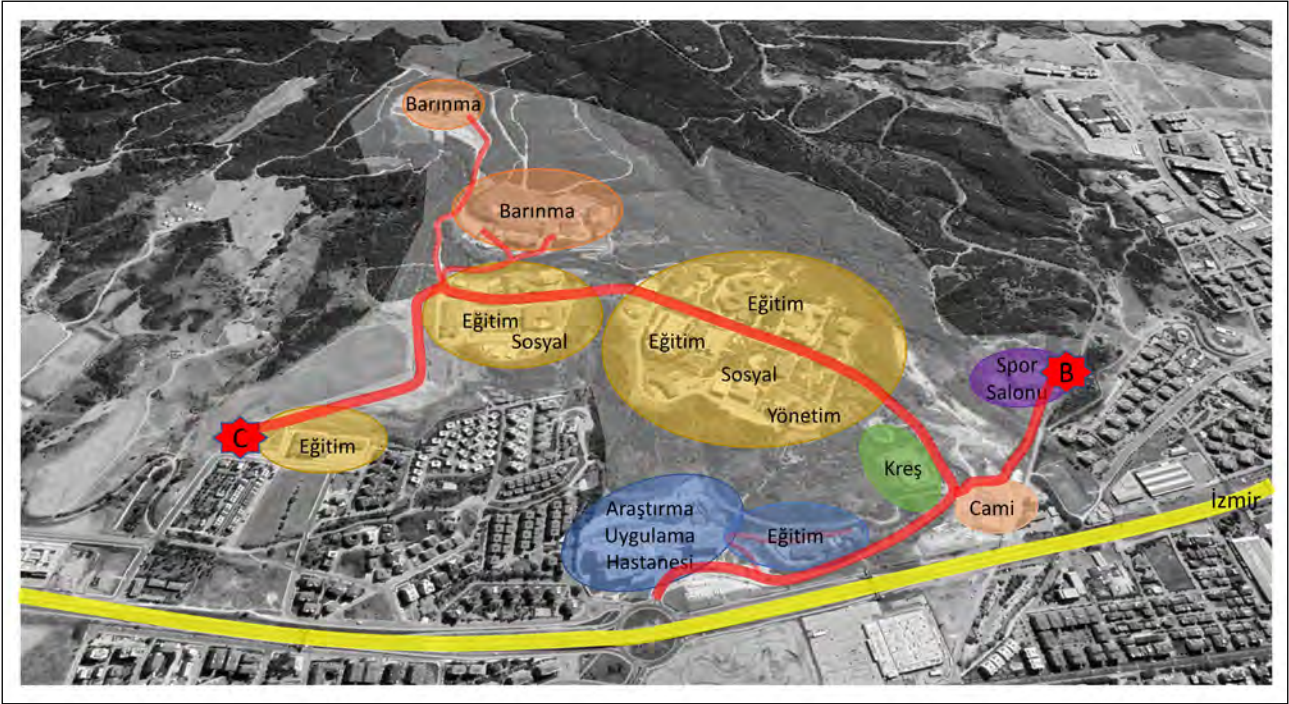 Barınma
Barınma
Eğitim
Sosyal
Eğitim
Eğitim
Sosyal
Yönetim
Spor
Salonu
B
C
Eğitim
Kreş
Cami
Araştırma
Uygulama
Hastanesi
Eğitim
İzmir